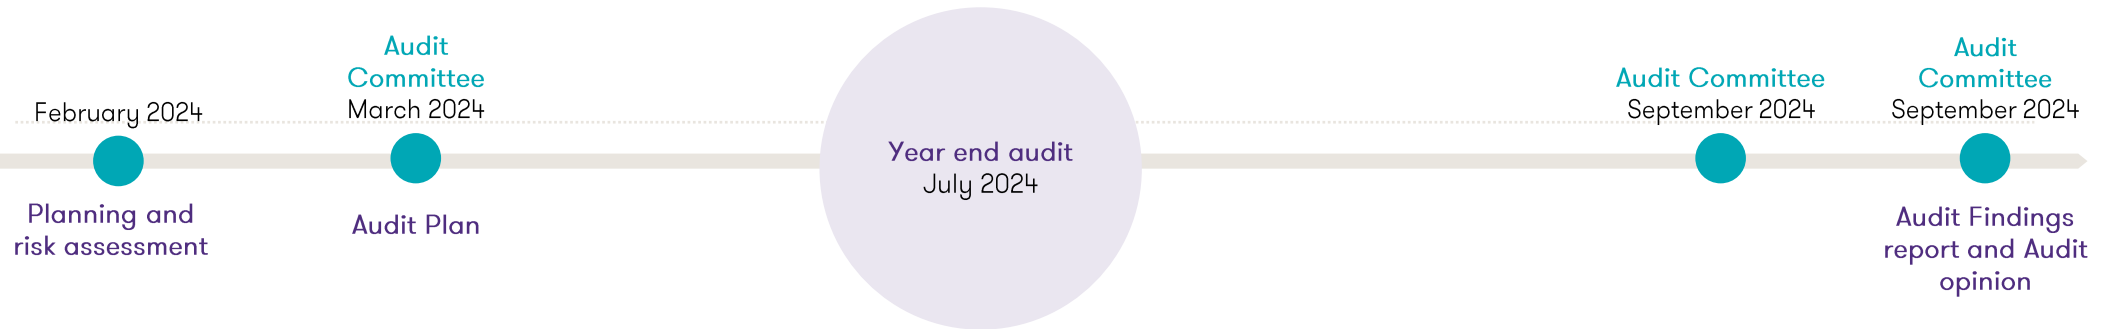 February 2024
Planning and
risk assessment
Audit
Committee
March 2024
Audit Plan
Year end audit
July 2024
Audit Committee
September 2024
Audit
Committee
September 2024
Audit Findings
report and Audit
opinion